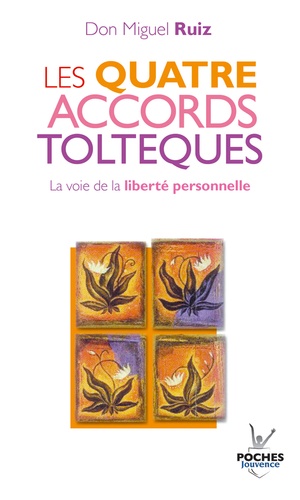 Don Miguel Ruiz
LES QUATRE
ACCORDS
TOLTEQUES
La voie de la liberté personnelle
POCHES
Jouvence